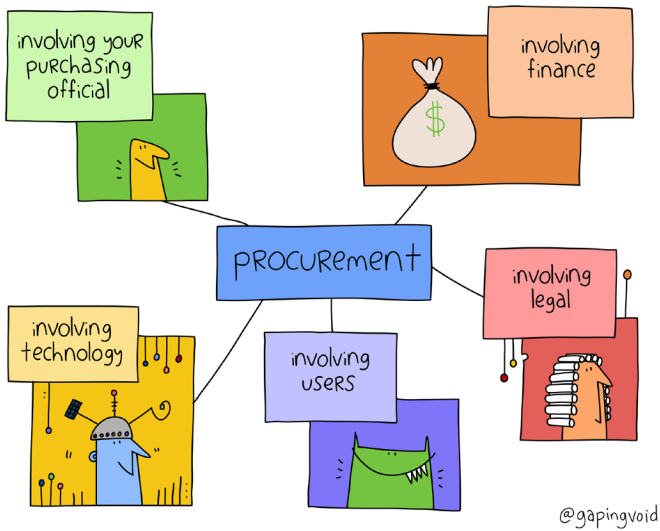 involving your
purchasing
official
involving
finance
$
procurement
involving
legal
involving
technology
involving
users
@gapingvoid